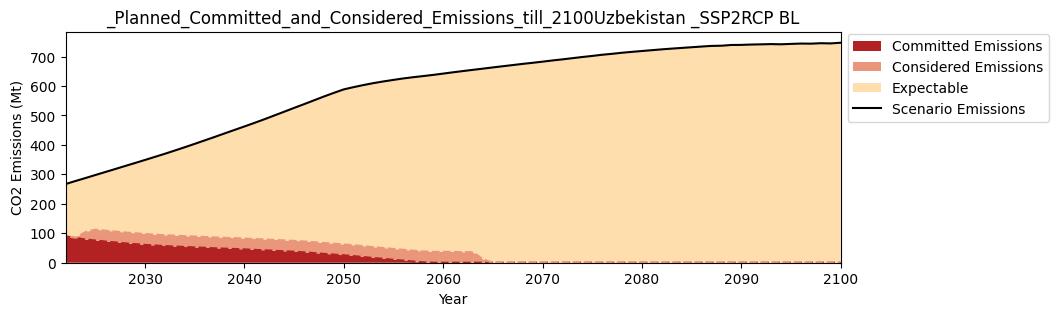 _Planned_Committed_and_Considered_Emissions_till_2100Uzbekistan _SSP2RCP BL
CO2 Emissions (Mt)
700
600
500
400
300
200
100
0
2030
2040
2050
2060
2070
2080
2090
2100
Year
Committed Emissions
Considered Emissions
Expectable
Scenario Emissions